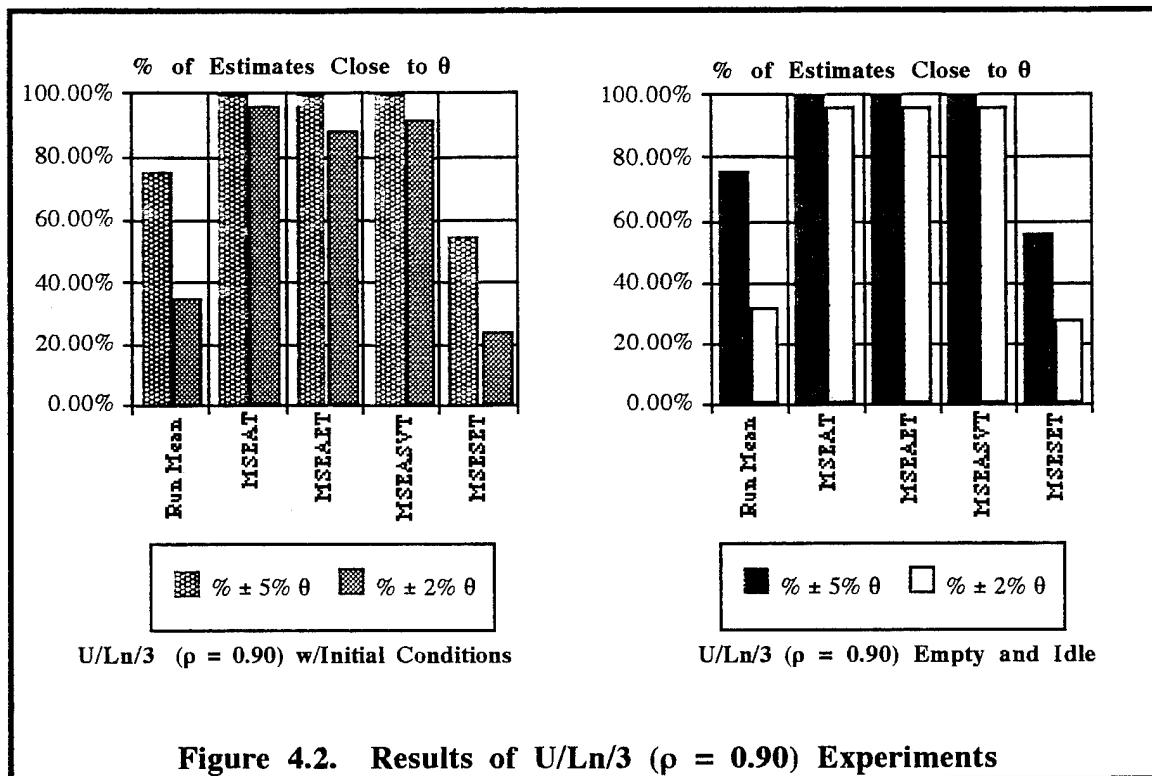 % of Estimates Close to θ
100.00%
80.00%
60.00%
40.00%
20.00%
0.00%
Run Mean
MSEAT
MSEAET
MSEASVT
MSESET
% ± 5% θ
% ± 2% θ
U/Ln/3 (ρ = 0.90) w/Initial Conditions
% of Estimates Close to θ
100.00%
80.00%
60.00%
40.00%
20.00%
0.00%
Run Mean
MSEAT
MSEAET
MSEASVT
MSESET
% ± 5% θ
% ± 2% θ
U/Ln/3 (ρ = 0.90) Empty and Idle
Figure 4.2. Results of U/Ln/3 (ρ = 0.90) Experiments